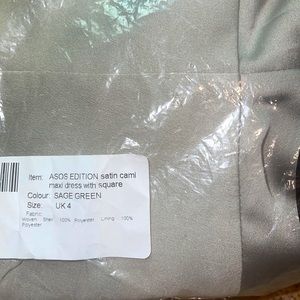 Item: ASOS EDITION satin cami
maxi dress with square
Colour: SAGE GREEN
Size: UK 4
Fabric:
Woven Shell 100% Polyester, Lining 100%
Polyester